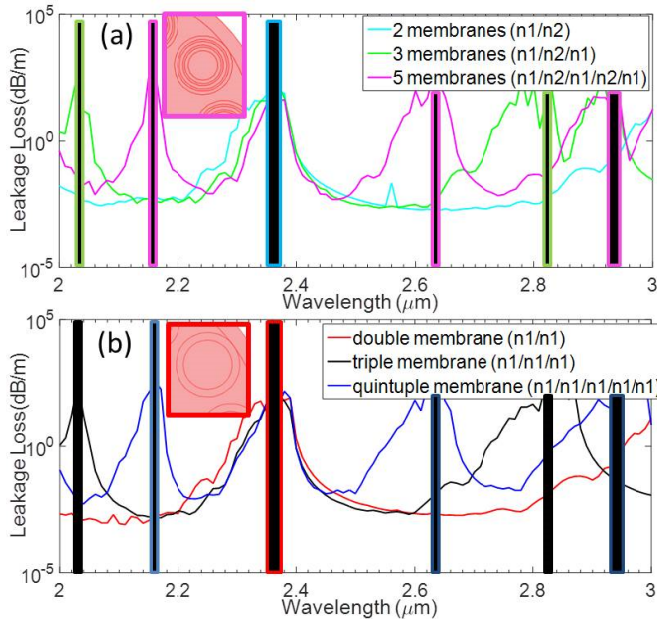 10^5
(a)
2 membranes (n1/n2)
3 membranes (n1/n2/n1)
5 membranes (n1/n2/n1/n2/n1)
Leakage Loss(dB/m)
10^0
10^-5
2 2.2 2.4 2.6 2.8 3
Wavelength (μm)
10^5
(b)
double membrane (n1/n1)
triple membrane (n1/n1/n1)
quintuple membrane (n1/n1/n1/n1/n1)
Leakage Loss(dB/m)
10^0
10^-5
2 2.2 2.4 2.6 2.8 3
Wavelength (μm)